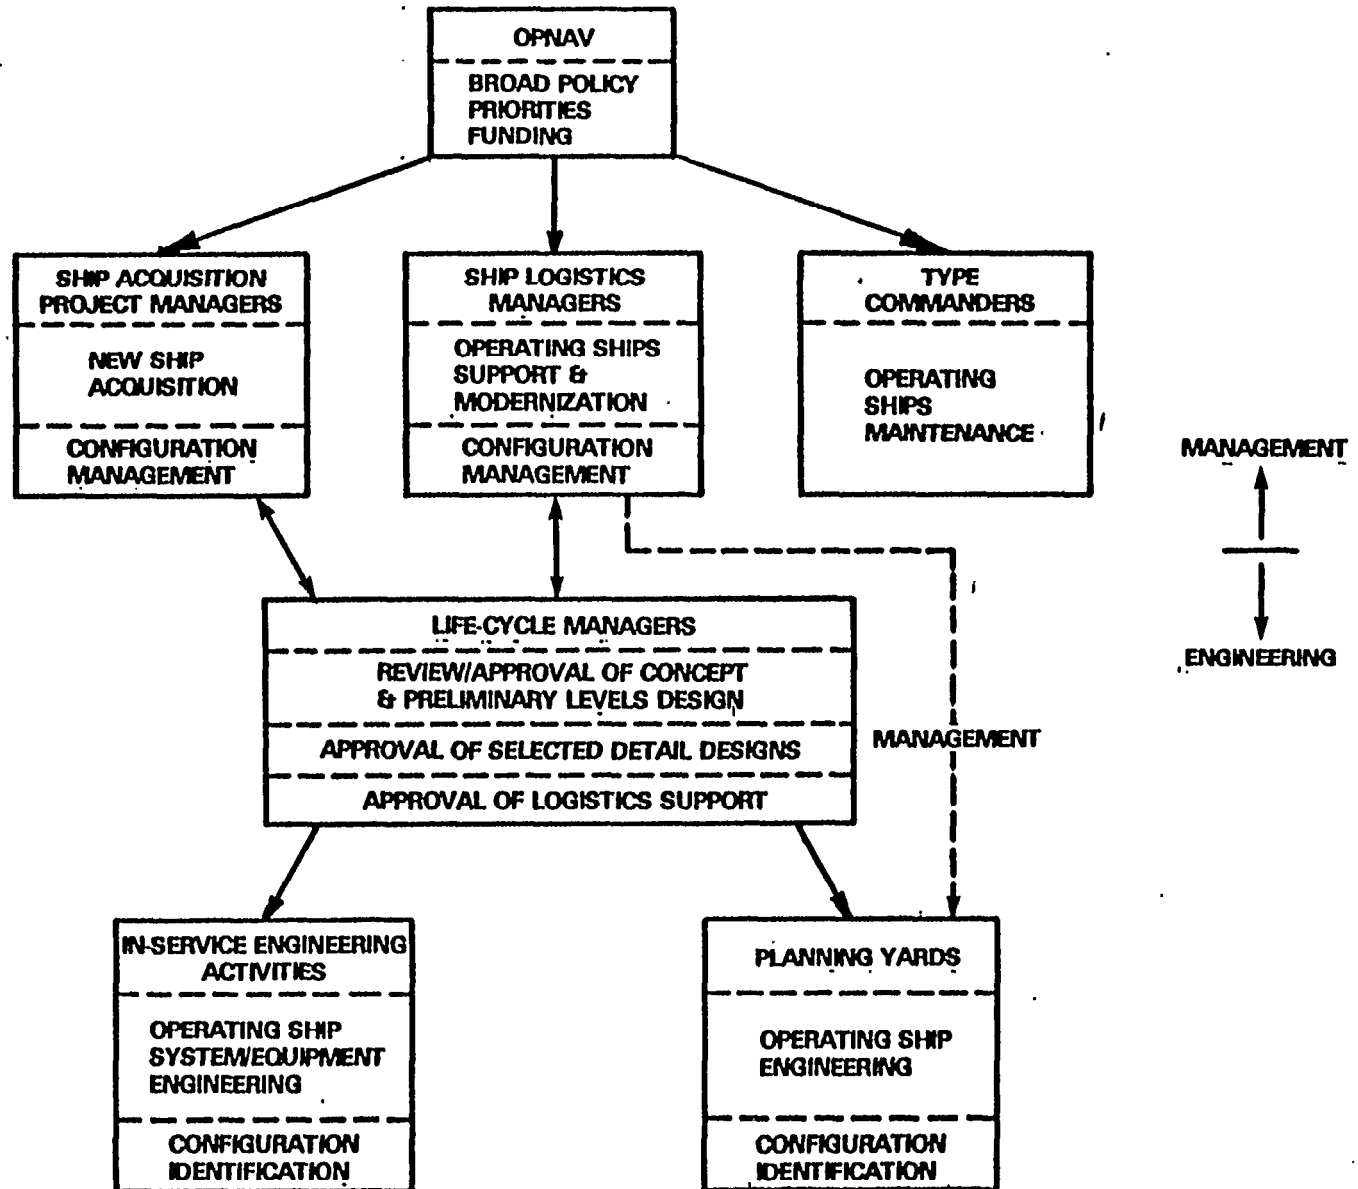 OPNAV
BROAD POLICY
PRIORITIES
FUNDING
SHIP ACQUISITION
PROJECT MANAGERS
NEW SHIP
ACQUISITION
CONFIGURATION
MANAGEMENT
SHIP LOGISTICS
MANAGERS
OPERATING SHIPS
SUPPORT &
MODERNIZATION
CONFIGURATION
MANAGEMENT
TYPE
COMMANDERS
OPERATING
SHIPS
MAINTENANCE
MANAGEMENT
ENGINEERING
LIFE-CYCLE MANAGERS
REVIEW/APPROVAL OF CONCEPT
& PRELIMINARY LEVELS DESIGN
APPROVAL OF SELECTED DETAIL DESIGNS
APPROVAL OF LOGISTICS SUPPORT
MANAGEMENT
IN-SERVICE ENGINEERING
ACTIVITIES
OPERATING SHIP
SYSTEM/EQUIPMENT
ENGINEERING
CONFIGURATION
IDENTIFICATION
PLANNING YARDS
OPERATING SHIP
ENGINEERING
CONFIGURATION
IDENTIFICATION